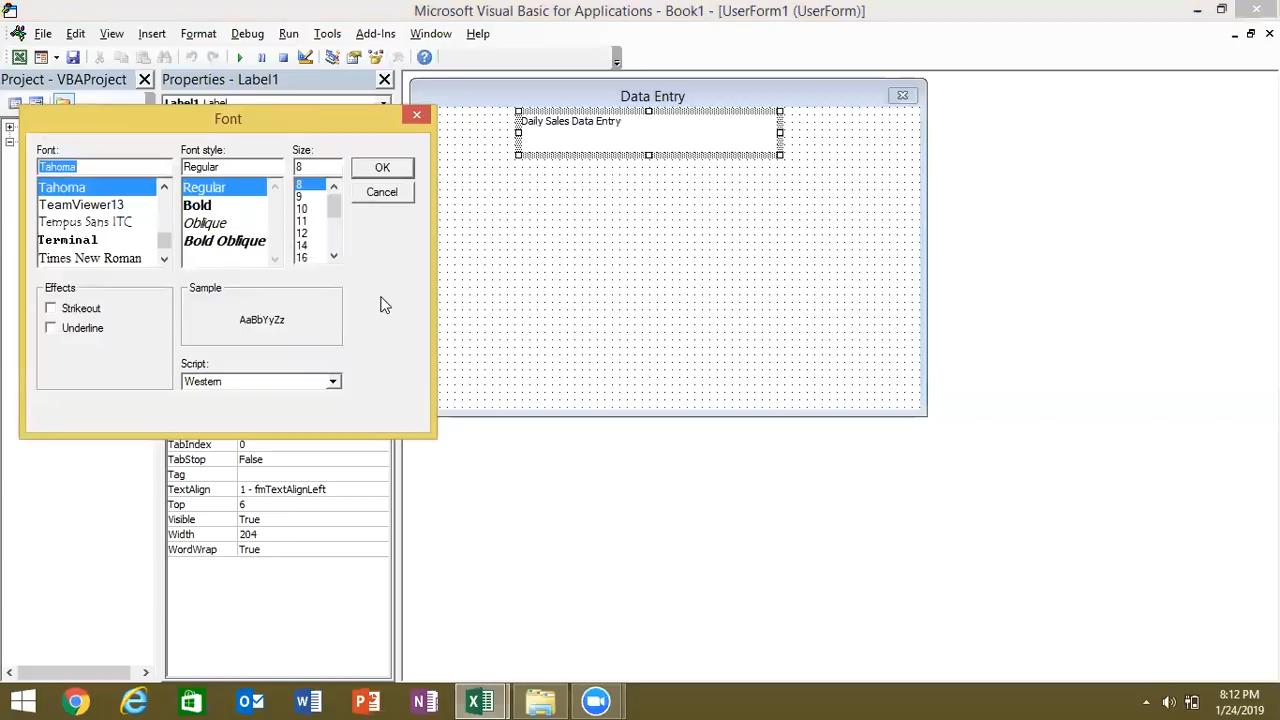 Microsoft Visual Basic for Applications - Book1 - [UserForm1 (UserForm)]
File Edit View Insert Format Debug Run Tools Add-Ins Window Help
Project - VBAProject
Properties - Label1
Label1 Label
Data Entry
Daily Sales Data Entry
Font
Font: Font style: Size:
Tahoma Regular 8
OK
Cancel
Tahoma Regular 8
TeamViewer13 Bold 9
Tempus Sans ITC Oblique 10
Terminal Bold Oblique 11
Times New Roman 12
14
16
Effects
Strikeout
Underline
Sample
AaBbYyZz
Script:
Western
TabIndex 0
TabStop False
Tag
TextAlign 1 - fmTextAlignLeft
Top 6
Visible True
Width 204
WordWrap True
8:12 PM
1/24/2019